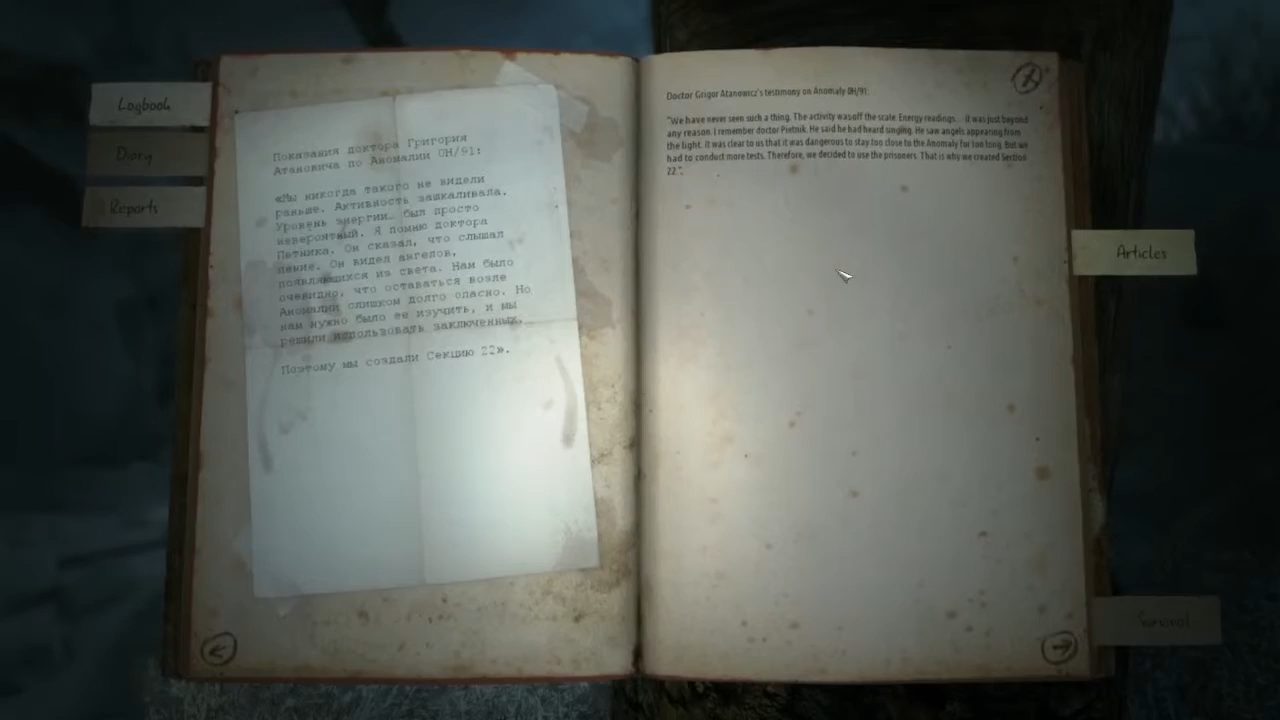 Logbook
Diary
Reports
Показания доктора Григория
Атановича по Аномалии ОН/91:
«Мы никогда такого не видели
раньше. Активность зашкаливала.
Уровень энергии… был просто
невероятный. Я помню доктора
Петника. Он сказал, что слышал
пение. Он видел ангелов,
появляющихся из света. Нам было
очевидно, что оставаться возле
Аномалии слишком долго опасно. Но
нам нужно было ее изучить, и мы
решили использовать заключенных.
Поэтому мы создали Секцию 22».
Doctor Grigor Atanowicz's testimony on Anomaly OH/91:
"We have never seen such a thing. The activity was off the scale. Energy readings... it was just beyond
any reason. I remember doctor Pietnik. He said he had heard singing. He saw angels appearing from
the light. It was clear to us that it was dangerous to stay too close to the Anomaly for too long. But we
had to conduct more tests. Therefore, we decided to use the prisoners. That is why we created Section
22.".
Articles
Survival